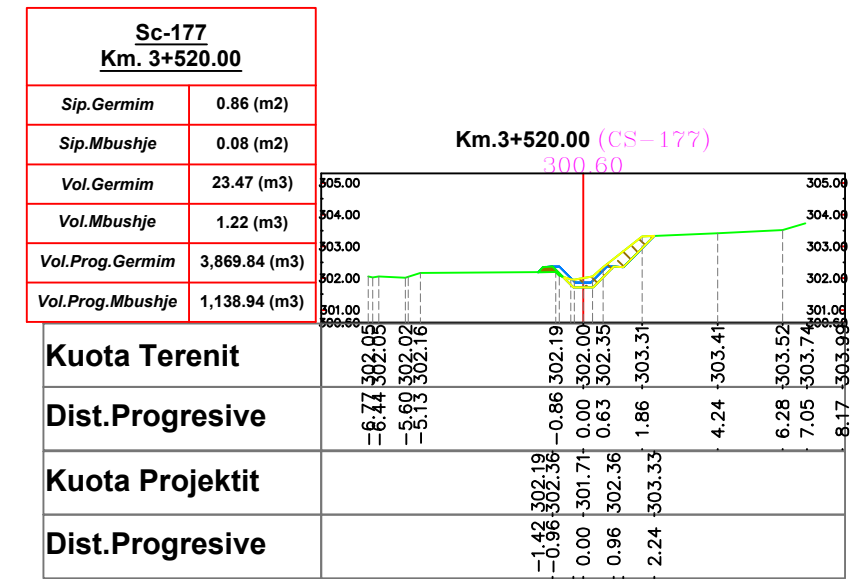 Sc-177
Km. 3+520.00
Sip.Germim 0.86 (m2)
Sip.Mbushje 0.08 (m2)
Vol.Germim 23.47 (m3)
Vol.Mbushje 1.22 (m3)
Vol.Prog.Germim 3,869.84 (m3)
Vol.Prog.Mbushje 1,138.94 (m3)
Km.3+520.00 (CS-177)
300.60
305.00 305.00
304.00 304.00
303.00 303.00
302.00 302.00
301.00 301.00
300.60 300.60
Kuota Terenit 302.05 302.05 302.02 302.16 302.19 302.00 302.35 303.31 303.41 303.52 303.74 303.99
Dist.Progresive -6.77 -6.44 -5.60 -5.13 -0.86 0.00 0.63 1.86 4.24 6.28 7.05 8.17
Kuota Projektit 302.19 302.36 301.71 302.36 303.33
Dist.Progresive -1.42 -0.96 0.00 0.96 2.24